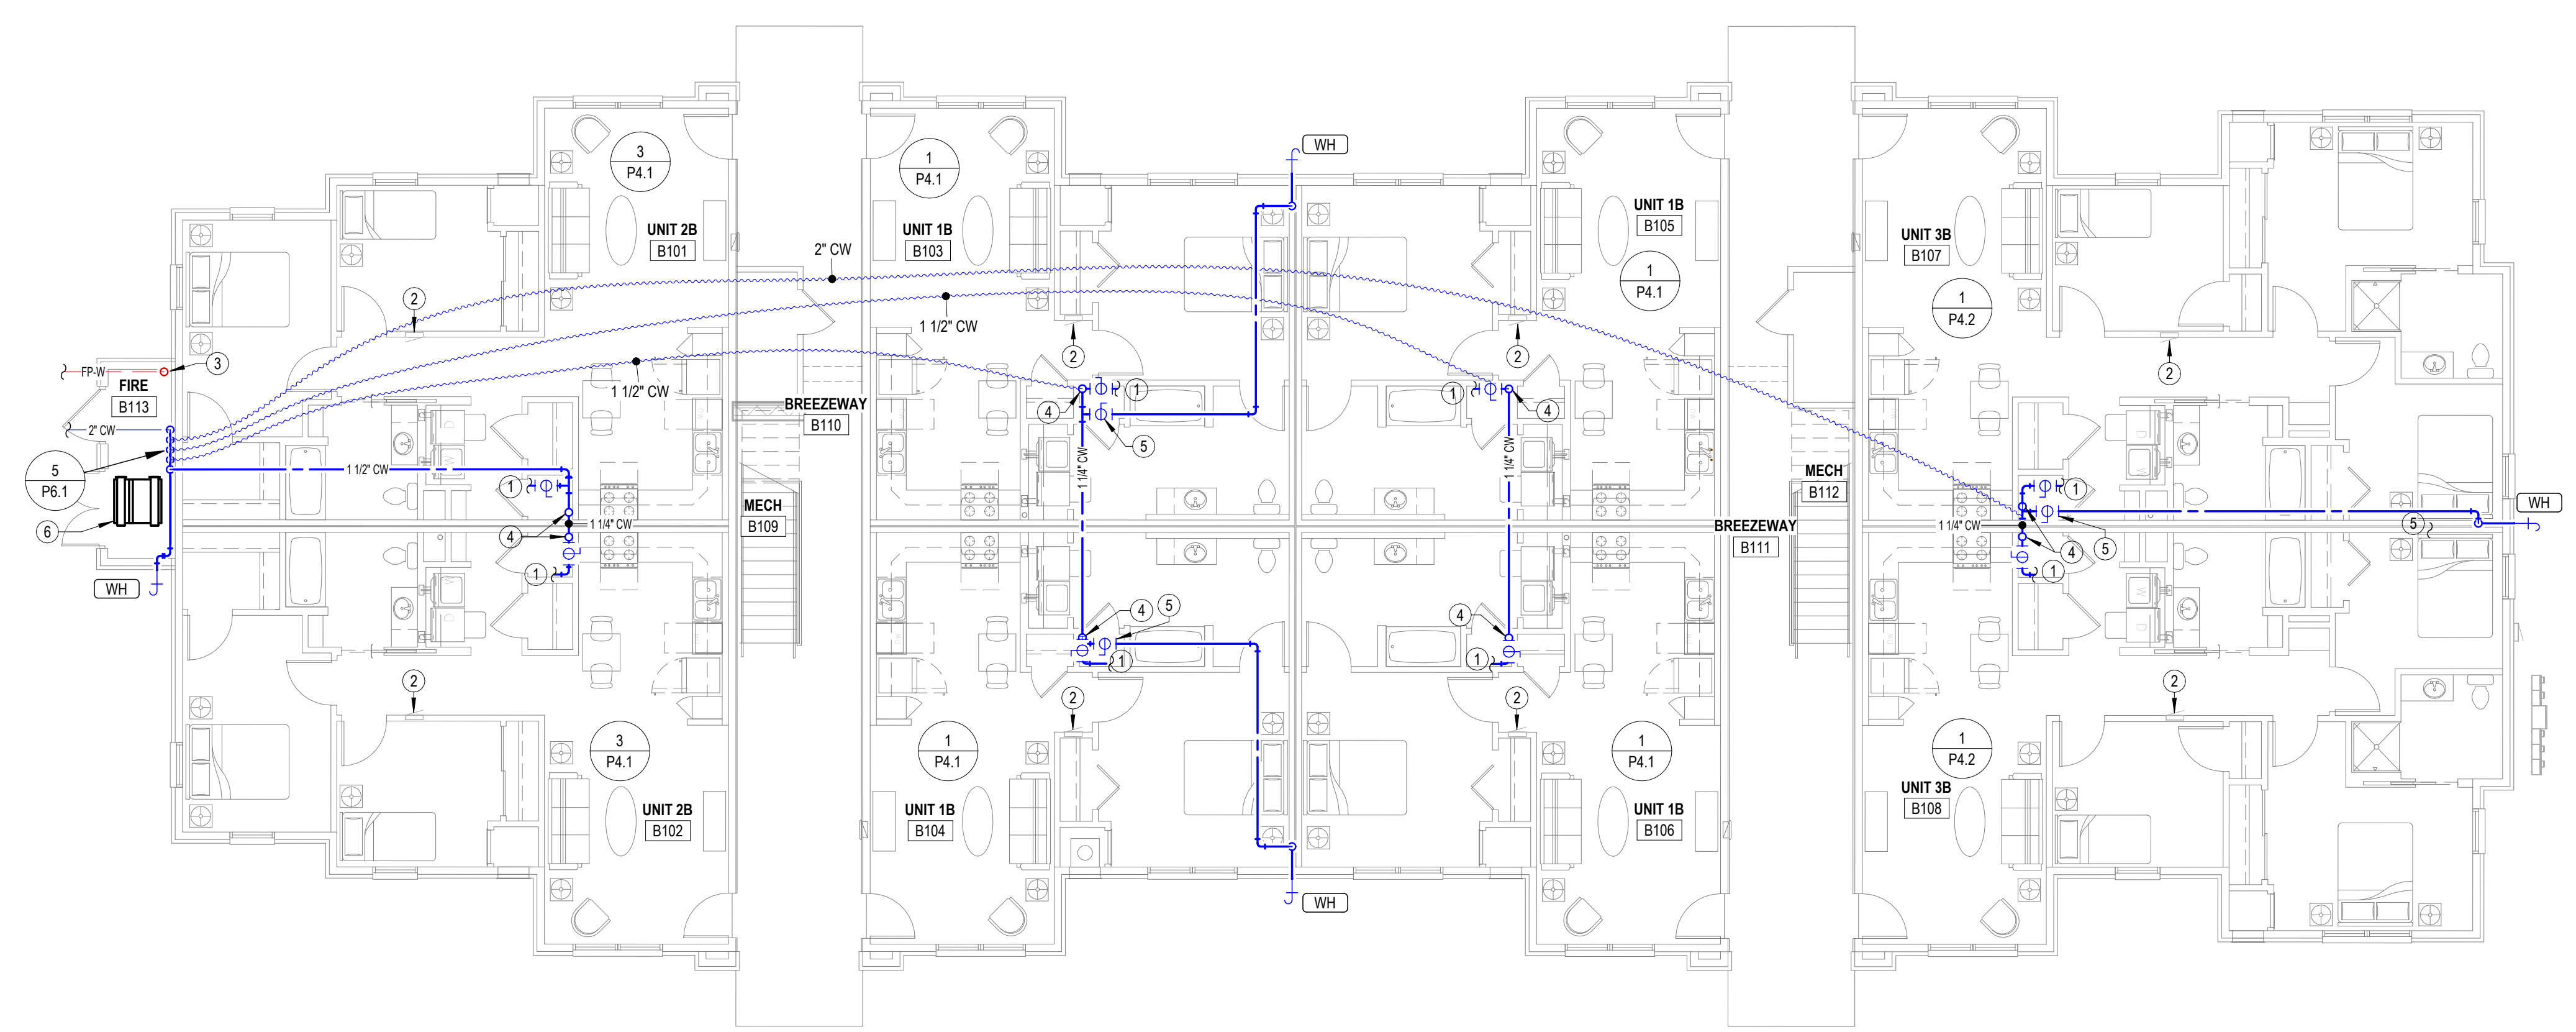 WH
3
P4.1
1
P4.1
UNIT 2B
B101
UNIT 1B
B103
UNIT 1B
B105
1
P4.1
UNIT 3B
B107
1
P4.2
2" CW
1 1/2" CW
1 1/2" CW
2
2
2
2
3
FP-W
FIRE
B113
2" CW
5
P6.1
6
WH
1 1/2" CW
1
4
1 1/4" CW
1
BREEZEWAY
B110
MECH
B109
4
1
5
1 1/4" CW
4
5
1
1
4
1 1/4" CW
4
1
MECH
B112
BREEZEWAY
B111
1
1 1/4" CW
4
5
1
5
WH
2
2
2
2
3
P4.1
UNIT 2B
B102
1
P4.1
UNIT 1B
B104
1
P4.1
UNIT 1B
B106
1
P4.2
UNIT 3B
B108
WH